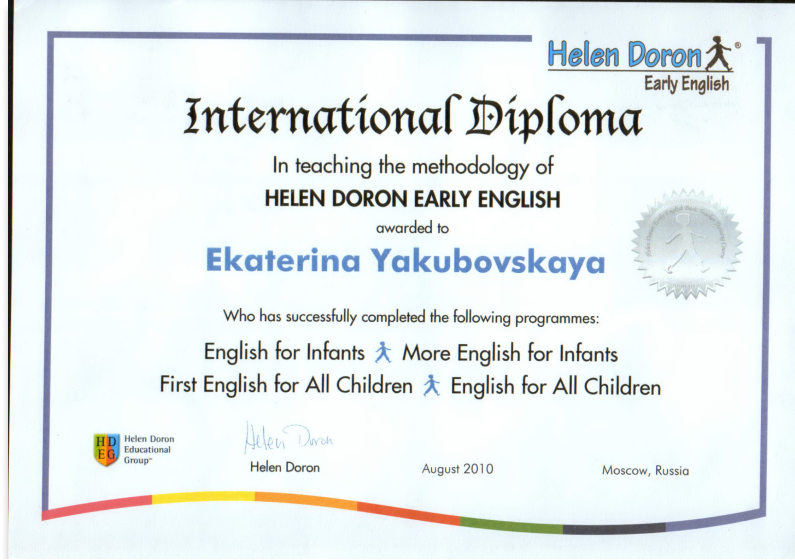 Helen Doron®
Early English
International Diploma
In teaching the methodology of
HELEN DORON EARLY ENGLISH
awarded to
Ekaterina Yakubovskaya
Who has successfully completed the following programmes:
English for Infants More English for Infants
First English for All Children English for All Children
HD
EG
Helen Doron
Educational
Group™
Helen Doron
Helen Doron
August 2010
Moscow, Russia